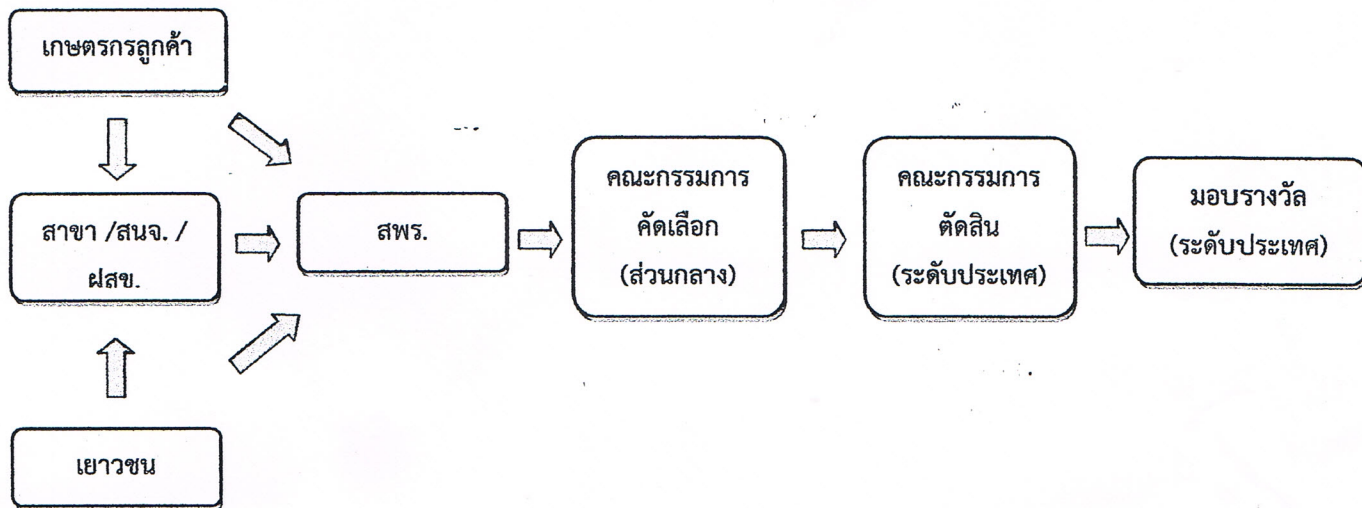 เกษตรกรลูกค้า
สาขา /สนจ. /
ฝสข.
เยาวชน
สพร.
คณะกรรมการ
คัดเลือก
(ส่วนกลาง)
คณะกรรมการ
ตัดสิน
(ระดับประเทศ)
มอบรางวัล
(ระดับประเทศ)